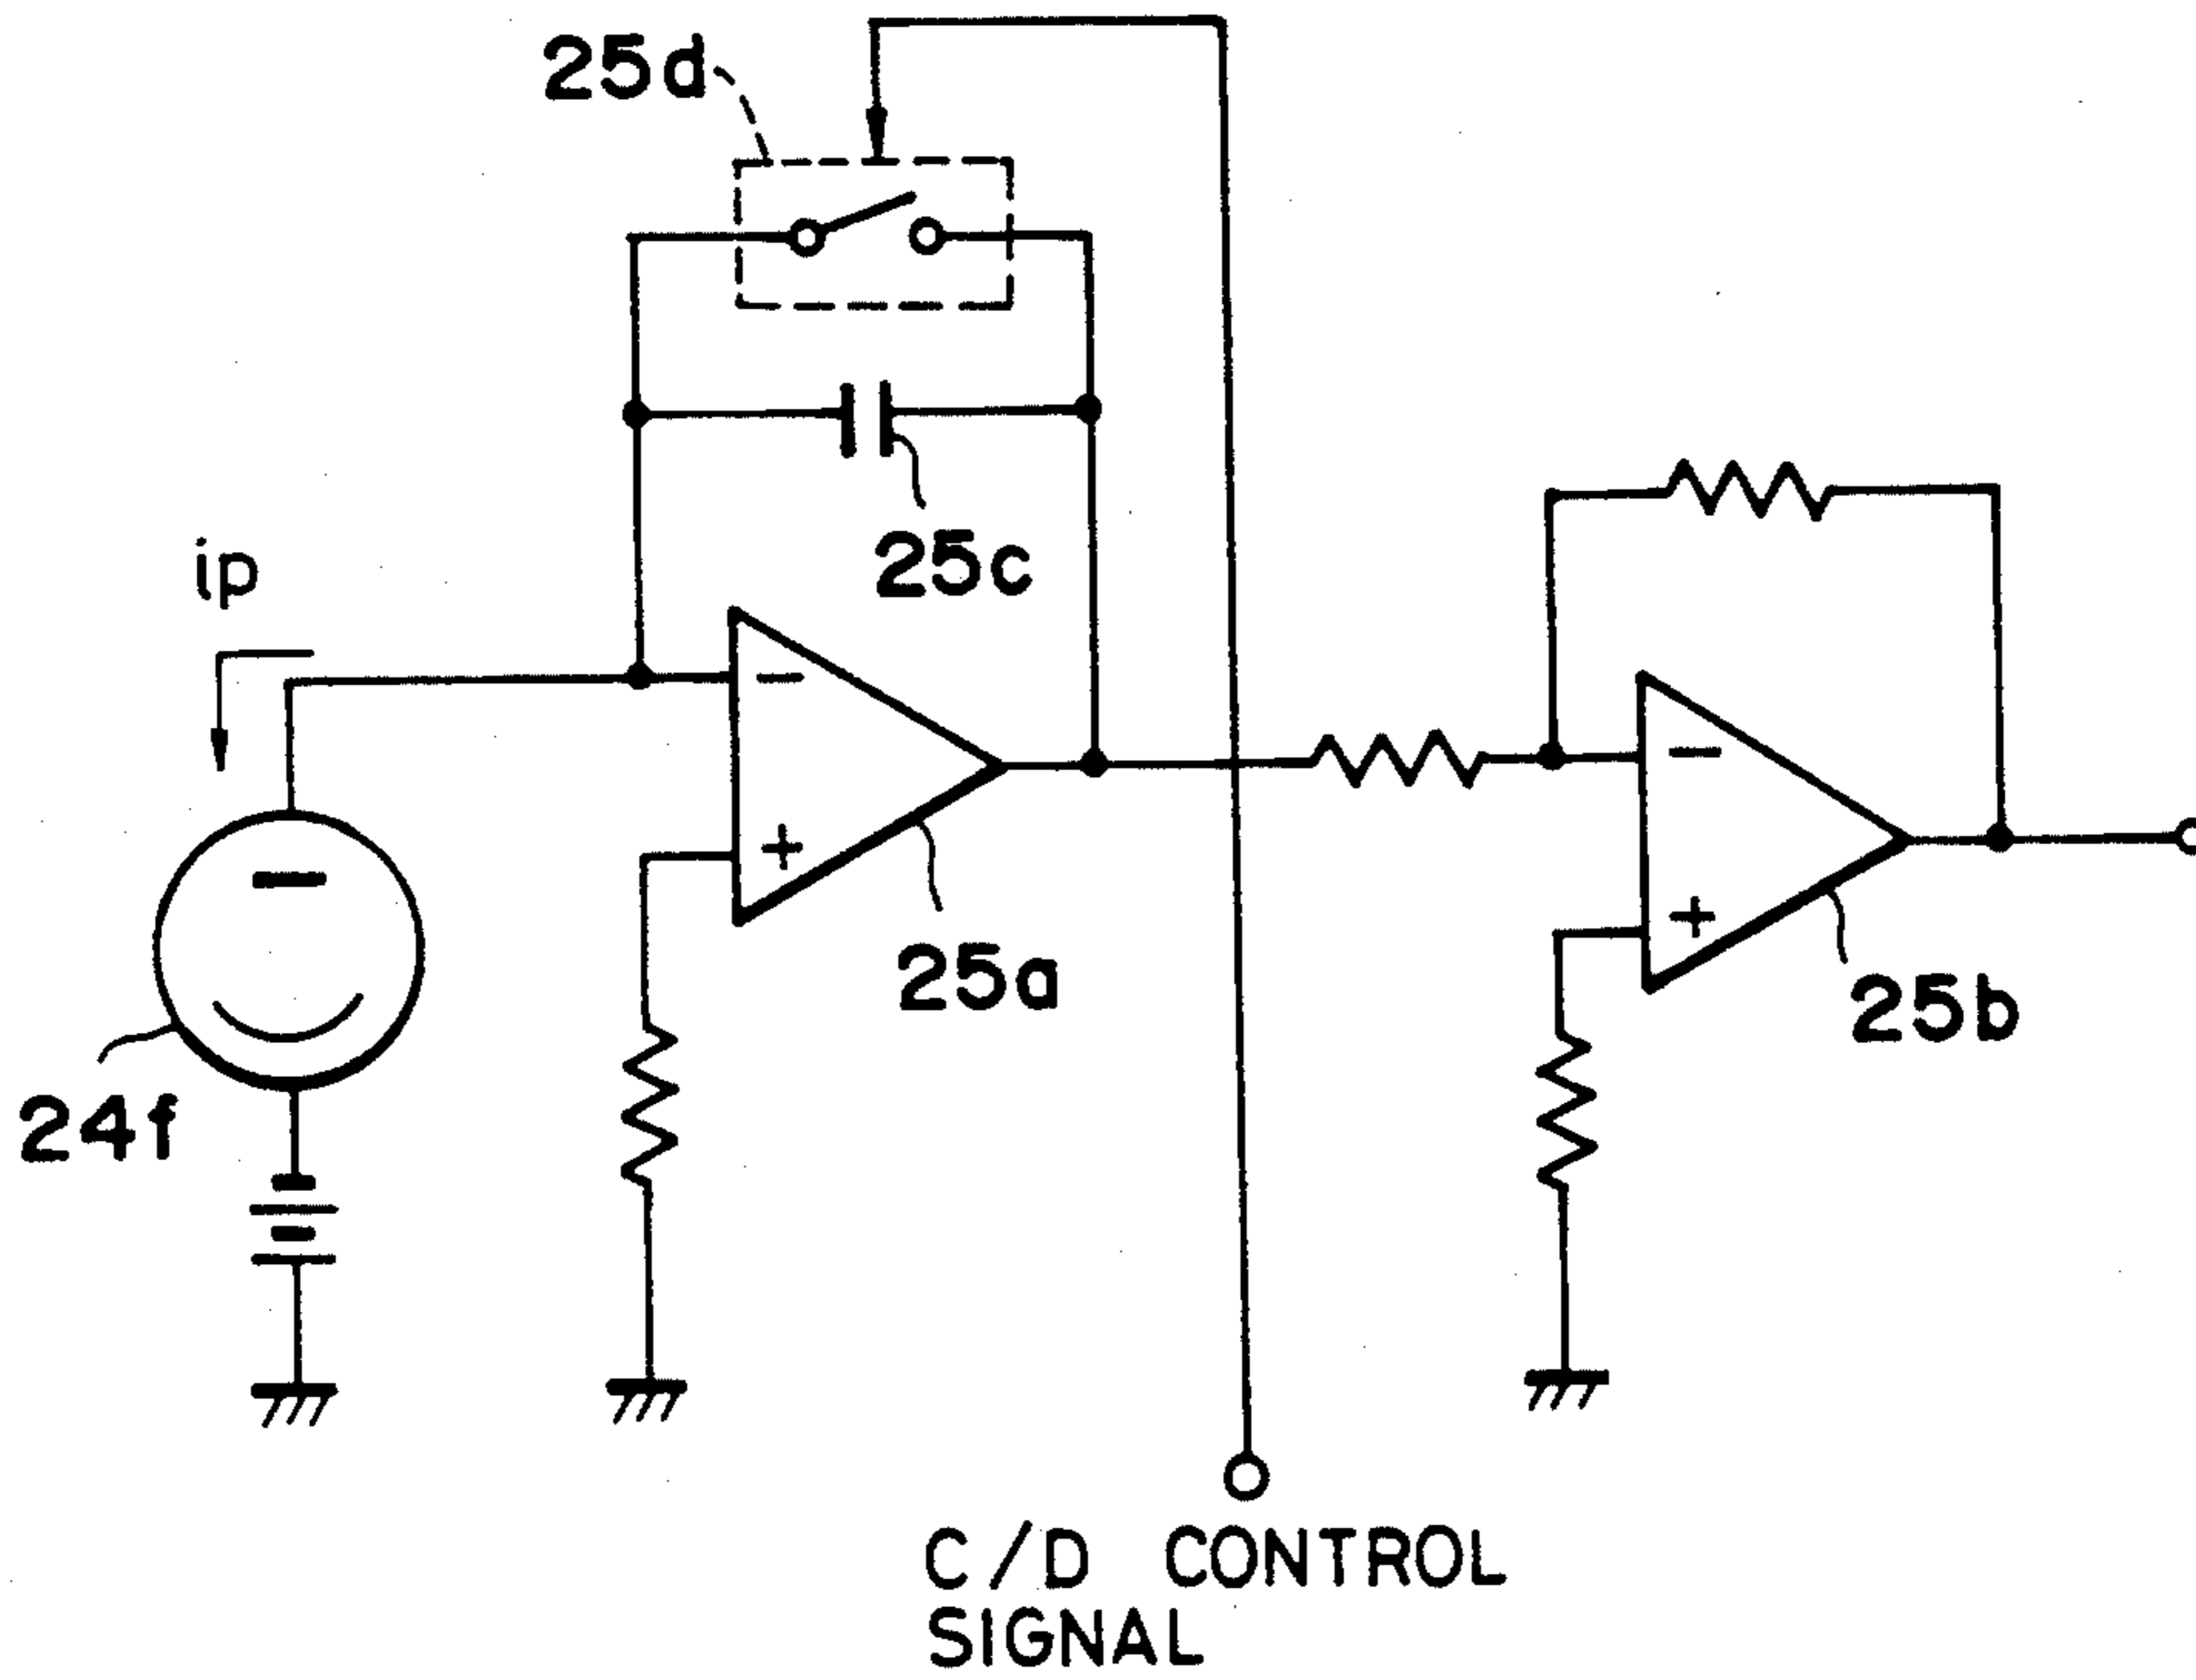 25d
25c
ip
−
+
25a
−
+
25b
24f
C/D CONTROL
SIGNAL